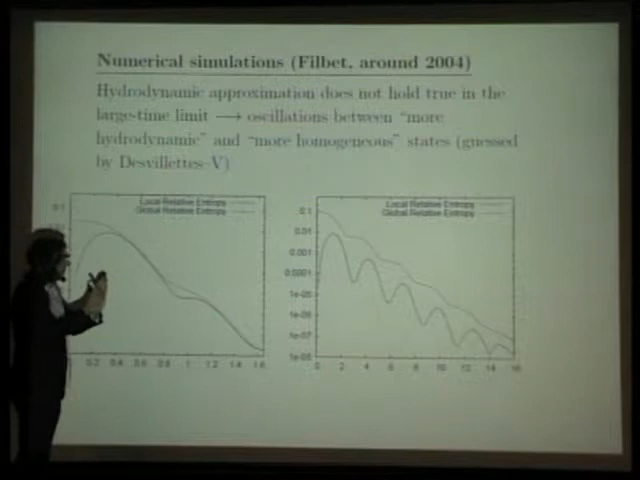 Numerical simulations (Filbet, around 2004)
Hydrodynamic approximation does not hold true in the
large-time limit ⟶ oscillations between “more
hydrodynamic” and “more homogeneous” states (guessed
by Desvillettes–V)
Local Relative Entropy
Global Relative Entropy
0.1
0.2 0.4 0.6 0.8 1 1.2 1.4 1.6
Local Relative Entropy
Global Relative Entropy
0.1
0.01
0.001
0.0001
1e-05
1e-06
1e-07
1e-08
0 2 4 6 8 10 12 14 16